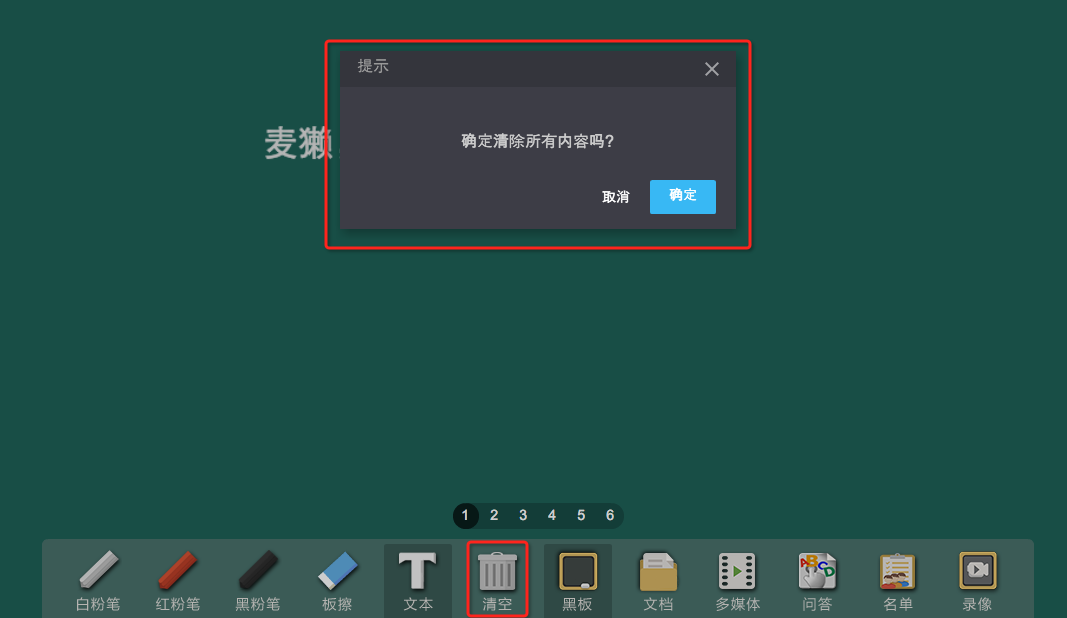 提示
麦獭
确定清除所有内容吗?
取消 确定
1 2 3 4 5 6
白粉笔 红粉笔 黑粉笔 板擦 文本 清空 黑板 文档 多媒体 问答 名单 录像